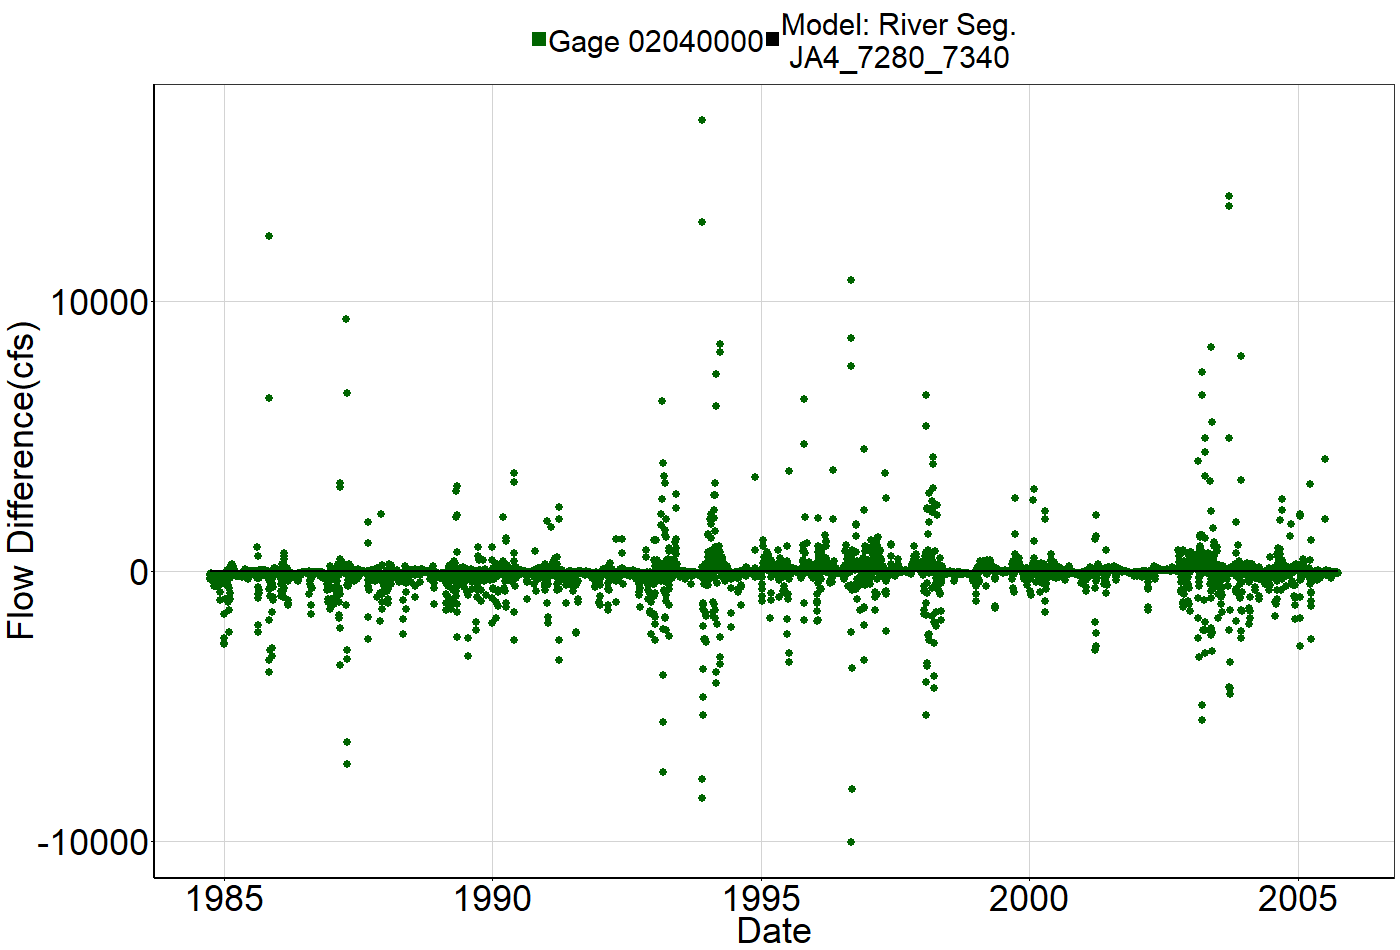 Gage 02040000
Model: River Seg.
JA4_7280_7340
Flow Difference(cfs)
10000
0
-10000
1985
1990
1995
2000
2005
Date